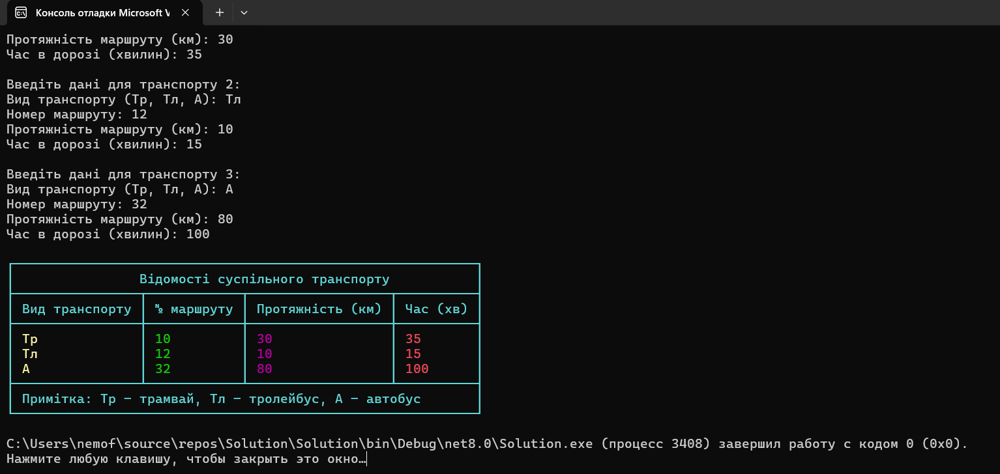 Консоль отладки Microsoft V
Протяжність маршруту (км): 30
Час в дорозі (хвилин): 35
Введіть дані для транспорту 2:
Вид транспорту (Тр, Тл, А): Тл
Номер маршруту: 12
Протяжність маршруту (км): 10
Час в дорозі (хвилин): 15
Введіть дані для транспорту 3:
Вид транспорту (Тр, Тл, А): А
Номер маршруту: 32
Протяжність маршруту (км): 80
Час в дорозі (хвилин): 100
Відомості суспільного транспорту
Вид транспорту № маршруту Протяжність (км) Час (хв)
Тр 10 30 35
Тл 12 10 15
А 32 80 100
Примітка: Тр − трамвай, Тл − тролейбус, А − автобус
C:\Users\nemof\source\repos\Solution\Solution\bin\Debug\net8.0\Solution.exe (процесс 3408) завершил работу с кодом 0 (0x0).
Нажмите любую клавишу, чтобы закрыть это окно…